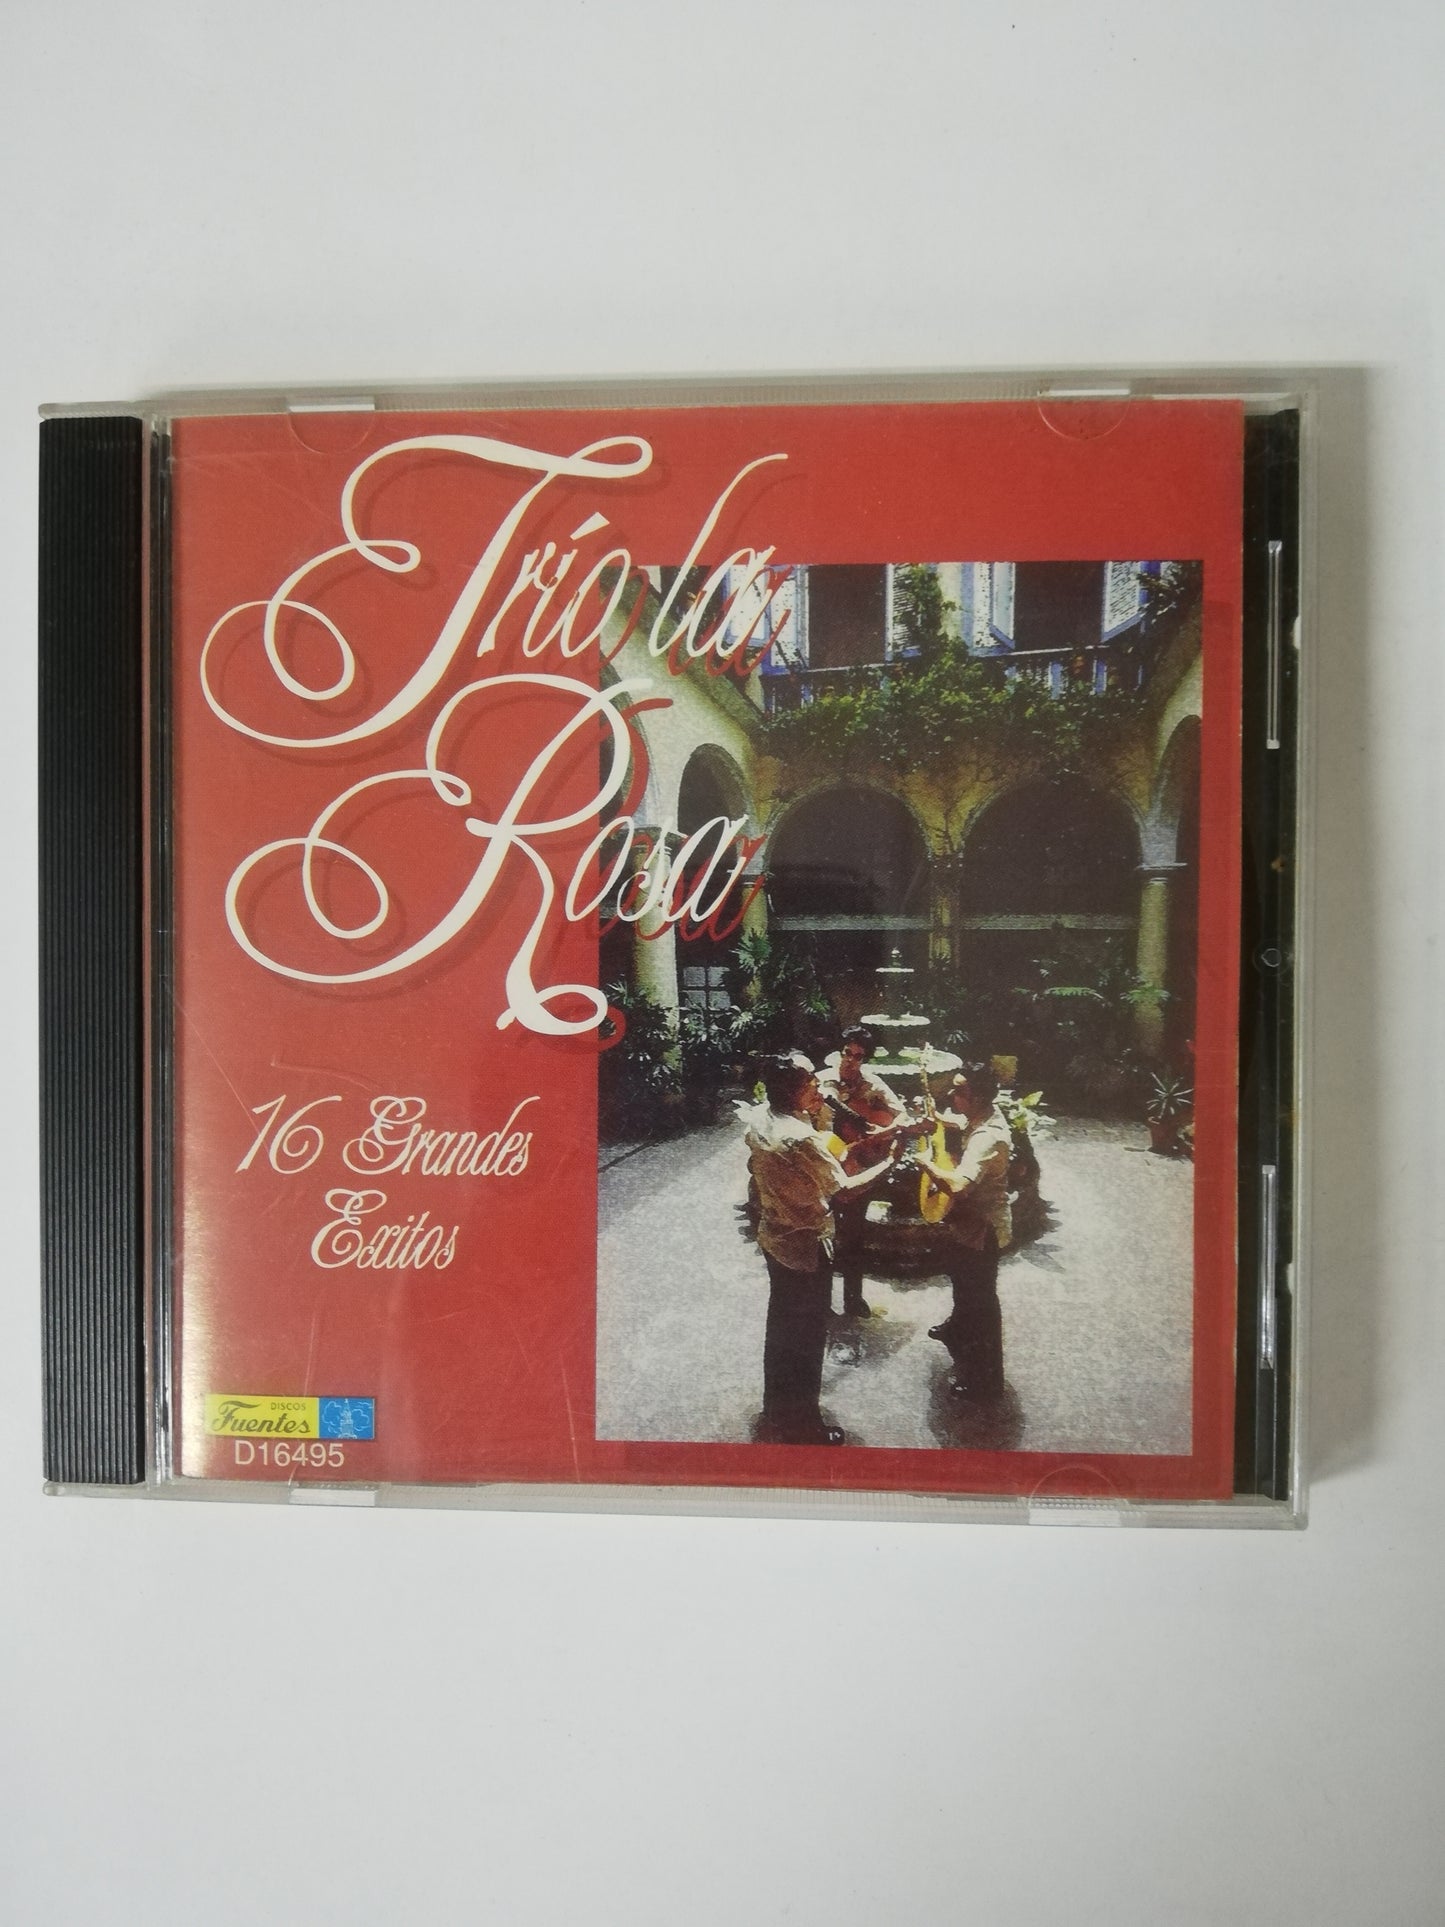 Trío la
Rosa
16 Grandes
Exitos
DISCOS
Fuentes
D16495